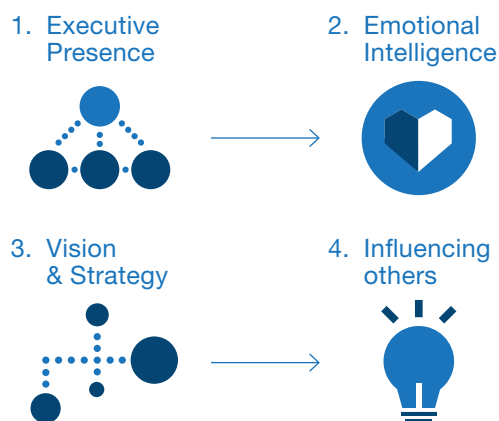 1. Executive
Presence
2. Emotional
Intelligence
3. Vision
& Strategy
4. Influencing
others